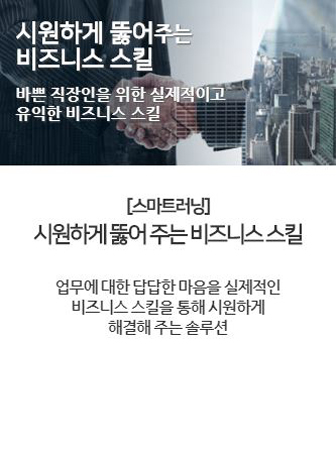 시원하게 뚫어주는
비즈니스 스킬
바쁜 직장인을 위한 실제적이고
유익한 비즈니스 스킬
[스마트러닝]
시원하게 뚫어 주는 비즈니스 스킬
업무에 대한 답답한 마음을 실제적인
비즈니스 스킬을 통해 시원하게
해결해 주는 솔루션